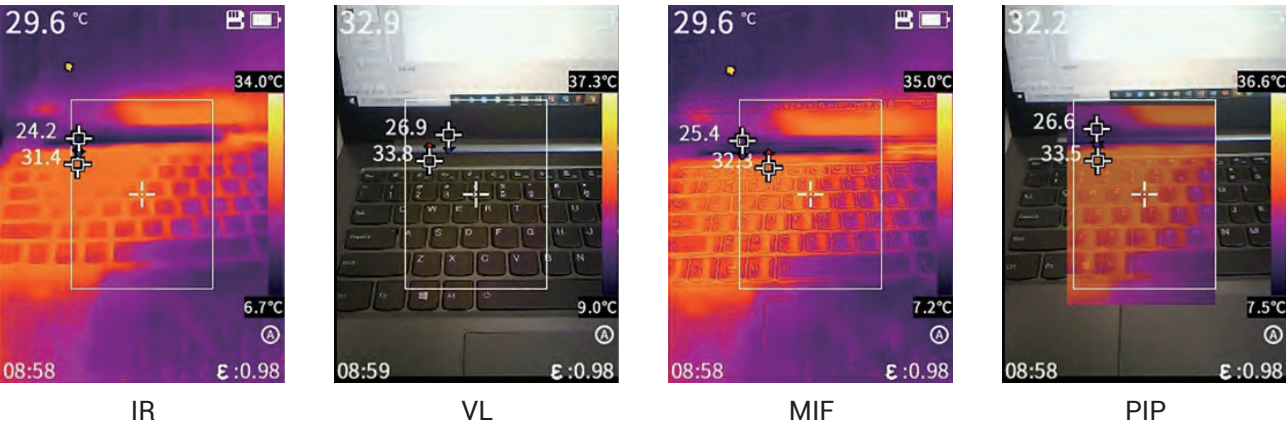 29.6 °C
34.0°C
24.2
31.4
6.7°C
A
08:58
ε:0.98
IR
32.9
37.3°C
26.9
33.8
W E R U
A S D F J
Z X C V B N
9.0°C
A
08:59
ε:0.98
VL
29.6 °C
35.0°C
25.4
32.3
7.2°C
A
08:58
ε:0.98
MIF
32.2
36.6°C
26.6
33.5
7.5°C
A
08:58
ε:0.98
PIP